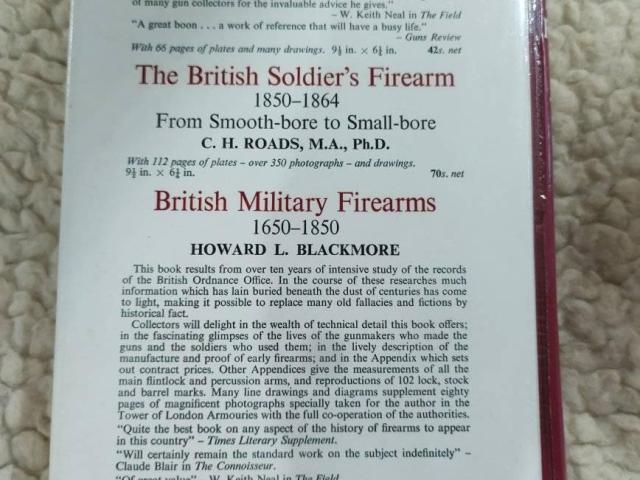 of many gun collectors for the invaluable advice he gives."
– W. Keith Neal in The Field
"A great boon . . . a work of reference that will have a busy life."
– Guns Review
With 66 pages of plates and many drawings. 9½ in. × 6¼ in. 42s. net
The British Soldier's Firearm
1850–1864
From Smooth-bore to Small-bore
C. H. ROADS, M.A., Ph.D.
With 112 pages of plates – over 350 photographs – and drawings.
9½ in. × 6¼ in. 70s. net
British Military Firearms
1650–1850
HOWARD L. BLACKMORE
This book results from over ten years of intensive study of the records
of the British Ordnance Office. In the course of these researches much
information which has lain buried beneath the dust of centuries has come
to light, making it possible to replace many old fallacies and fictions by
historical fact.
Collectors will delight in the wealth of technical detail this book offers;
in the fascinating glimpses of the lives of the gunmakers who made the
guns and the soldiers who used them; in the lively description of the
manufacture and proof of early firearms; and in the Appendix which sets
out contract prices. Other Appendices give the measurements of all the
main flintlock and percussion arms, and reproductions of 102 lock, stock
and barrel marks. Many line drawings and diagrams supplement eighty
pages of magnificent photographs specially taken for the author in the
Tower of London Armouries with the full co-operation of the authorities.
"Quite the best book on any aspect of the history of firearms to appear
in this country" – Times Literary Supplement.
"Will certainly remain the standard work on the subject indefinitely" –
Claude Blair in The Connoisseur.
"Of great value" – W. Keith Neal in The Field